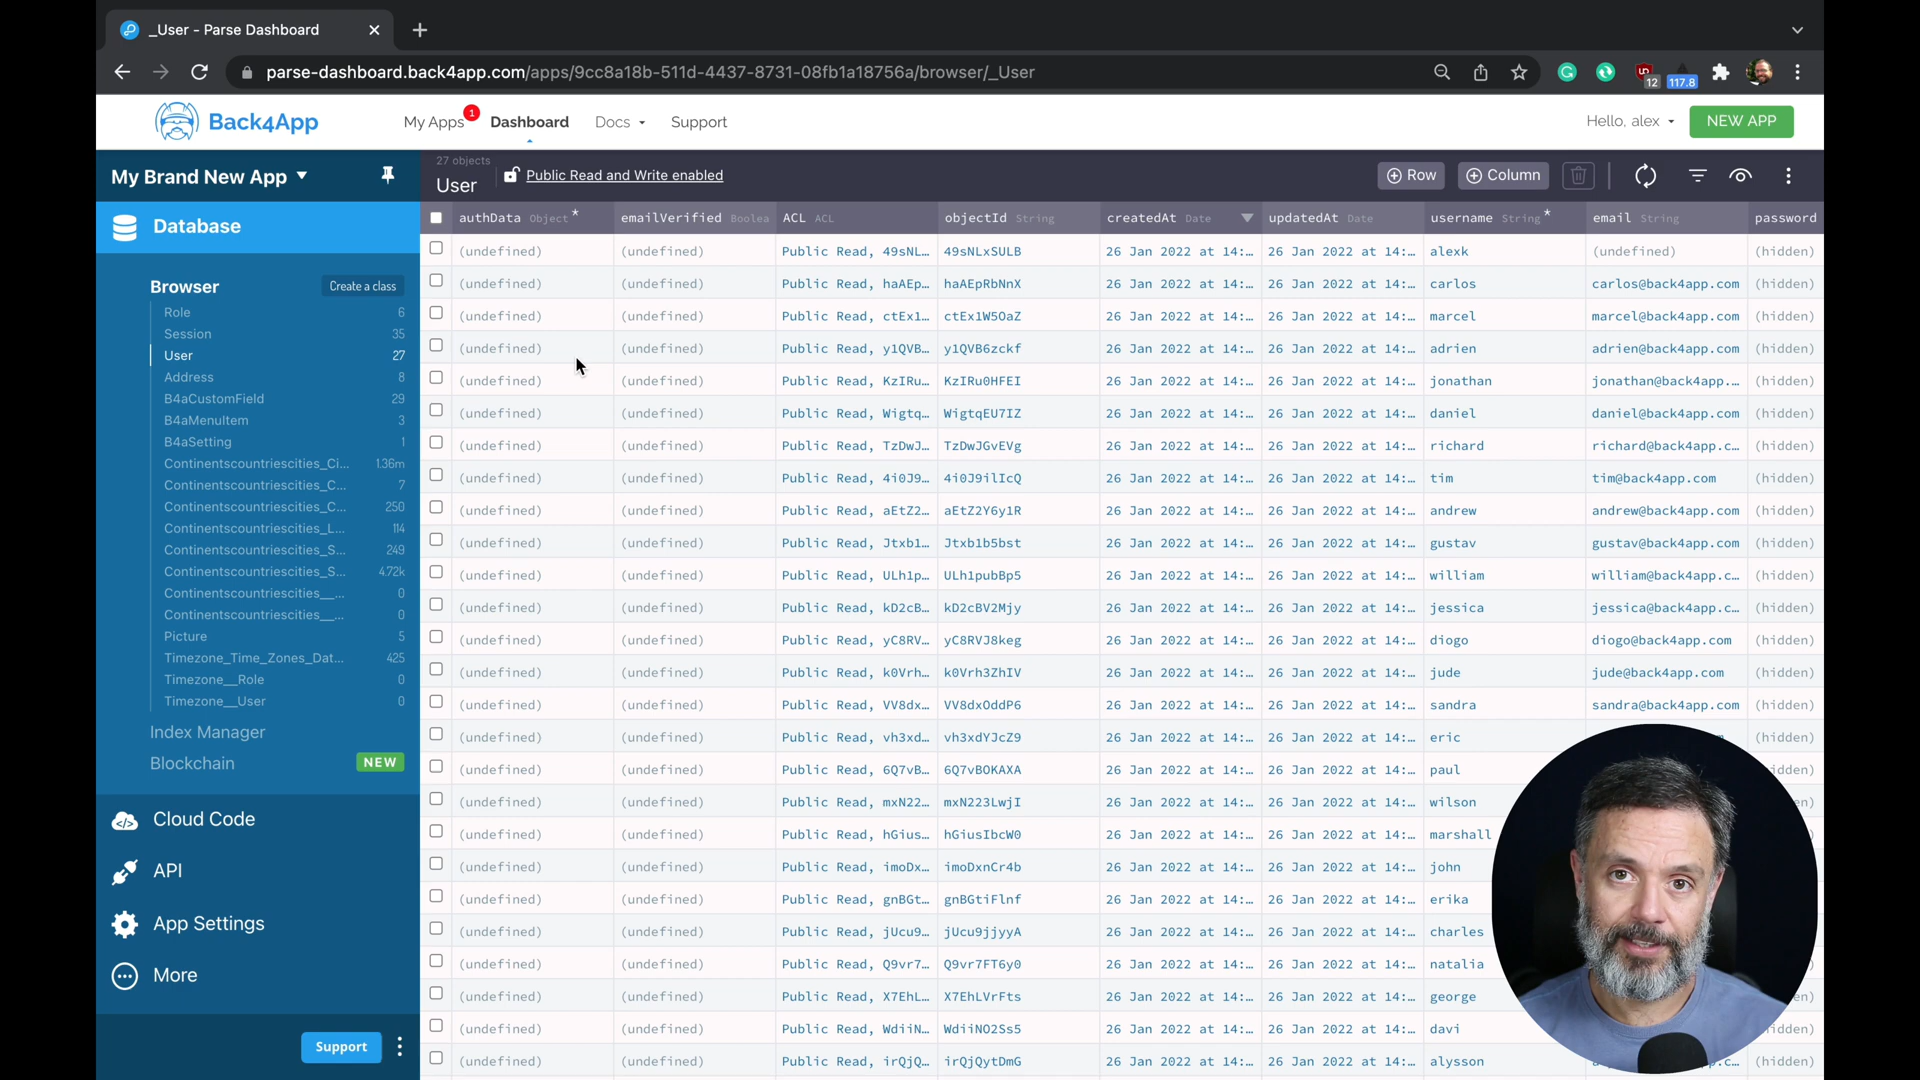 _User - Parse Dashboard
parse-dashboard.back4app.com/apps/9cc8a18b-511d-4437-8731-08fb1a18756a/browser/_User
12
117.8
Back4App
My Apps 1 Dashboard Docs Support
Hello, alex NEW APP
My Brand New App
27 objects
User
Public Read and Write enabled
Row Column
Database
Browser Create a class
Role 6
Session 35
User 27
Address 8
B4aCustomField 29
B4aMenuItem 3
B4aSetting 1
Continentscountriescities_Ci... 1.36m
Continentscountriescities_C... 7
Continentscountriescities_C... 250
Continentscountriescities_L... 114
Continentscountriescities_S... 249
Continentscountriescities_S... 4.72k
Continentscountriescities__... 0
Continentscountriescities__... 0
Picture 5
Timezone_Time_Zones_Dat... 425
Timezone__Role 0
Timezone__User 0
Index Manager
Blockchain NEW
Cloud Code
API
App Settings
More
Support
authData Object * emailVerified Boolea ACL ACL objectId String createdAt Date updatedAt Date username String * email String password
(undefined) (undefined) Public Read, 49sNL… 49sNLxSULB 26 Jan 2022 at 14:… 26 Jan 2022 at 14:… alexk (undefined) (hidden)
(undefined) (undefined) Public Read, haAEp… haAEpRbNnX 26 Jan 2022 at 14:… 26 Jan 2022 at 14:… carlos carlos@back4app.com (hidden)
(undefined) (undefined) Public Read, ctEx1… ctEx1W5OaZ 26 Jan 2022 at 14:… 26 Jan 2022 at 14:… marcel marcel@back4app.com (hidden)
(undefined) (undefined) Public Read, y1QVB… y1QVB6zckf 26 Jan 2022 at 14:… 26 Jan 2022 at 14:… adrien adrien@back4app.com (hidden)
(undefined) (undefined) Public Read, KzIRu… KzIRu0HFEI 26 Jan 2022 at 14:… 26 Jan 2022 at 14:… jonathan jonathan@back4app.… (hidden)
(undefined) (undefined) Public Read, Wigtq… WigtqEU7IZ 26 Jan 2022 at 14:… 26 Jan 2022 at 14:… daniel daniel@back4app.com (hidden)
(undefined) (undefined) Public Read, TzDwJ… TzDwJGvEVg 26 Jan 2022 at 14:… 26 Jan 2022 at 14:… richard richard@back4app.c… (hidden)
(undefined) (undefined) Public Read, 4i0J9… 4i0J9ilIcQ 26 Jan 2022 at 14:… 26 Jan 2022 at 14:… tim tim@back4app.com (hidden)
(undefined) (undefined) Public Read, aEtZ2… aEtZ2Y6y1R 26 Jan 2022 at 14:… 26 Jan 2022 at 14:… andrew andrew@back4app.com (hidden)
(undefined) (undefined) Public Read, Jtxb1… Jtxb1b5bst 26 Jan 2022 at 14:… 26 Jan 2022 at 14:… gustav gustav@back4app.com (hidden)
(undefined) (undefined) Public Read, ULh1p… ULh1pubBp5 26 Jan 2022 at 14:… 26 Jan 2022 at 14:… william william@back4app.c… (hidden)
(undefined) (undefined) Public Read, kD2cB… kD2cBV2Mjy 26 Jan 2022 at 14:… 26 Jan 2022 at 14:… jessica jessica@back4app.c… (hidden)
(undefined) (undefined) Public Read, yC8RV… yC8RVJ8keg 26 Jan 2022 at 14:… 26 Jan 2022 at 14:… diogo diogo@back4app.com (hidden)
(undefined) (undefined) Public Read, k0Vrh… k0Vrh3ZhIV 26 Jan 2022 at 14:… 26 Jan 2022 at 14:… jude jude@back4app.com (hidden)
(undefined) (undefined) Public Read, VV8dx… VV8dxOddP6 26 Jan 2022 at 14:… 26 Jan 2022 at 14:… sandra sandra@back4app.com (hidden)
(undefined) (undefined) Public Read, vh3xd… vh3xdYJcZ9 26 Jan 2022 at 14:… 26 Jan 2022 at 14:… eric (hidden)
(undefined) (undefined) Public Read, 6Q7vB… 6Q7vBOKAXA 26 Jan 2022 at 14:… 26 Jan 2022 at 14:… paul
(undefined) (undefined) Public Read, mxN22… mxN223LwjI 26 Jan 2022 at 14:… 26 Jan 2022 at 14:… wilson
(undefined) (undefined) Public Read, hGius… hGiusIbcW0 26 Jan 2022 at 14:… 26 Jan 2022 at 14:… marshall
(undefined) (undefined) Public Read, imoDx… imoDxnCr4b 26 Jan 2022 at 14:… 26 Jan 2022 at 14:… john
(undefined) (undefined) Public Read, gnBGt… gnBGtiFlnf 26 Jan 2022 at 14:… 26 Jan 2022 at 14:… erika
(undefined) (undefined) Public Read, jUcu9… jUcu9jjyyA 26 Jan 2022 at 14:… 26 Jan 2022 at 14:… charles
(undefined) (undefined) Public Read, Q9vr7… Q9vr7FT6y0 26 Jan 2022 at 14:… 26 Jan 2022 at 14:… natalia
(undefined) (undefined) Public Read, X7EhL… X7EhLVrFts 26 Jan 2022 at 14:… 26 Jan 2022 at 14:… george
(undefined) (undefined) Public Read, WdiiN… WdiiNO2Ss5 26 Jan 2022 at 14:… 26 Jan 2022 at 14:… davi
(undefined) (undefined) Public Read, irQjQ… irQjQytDmG 26 Jan 2022 at 14:… 26 Jan 2022 at 14:… alysson (hidden)